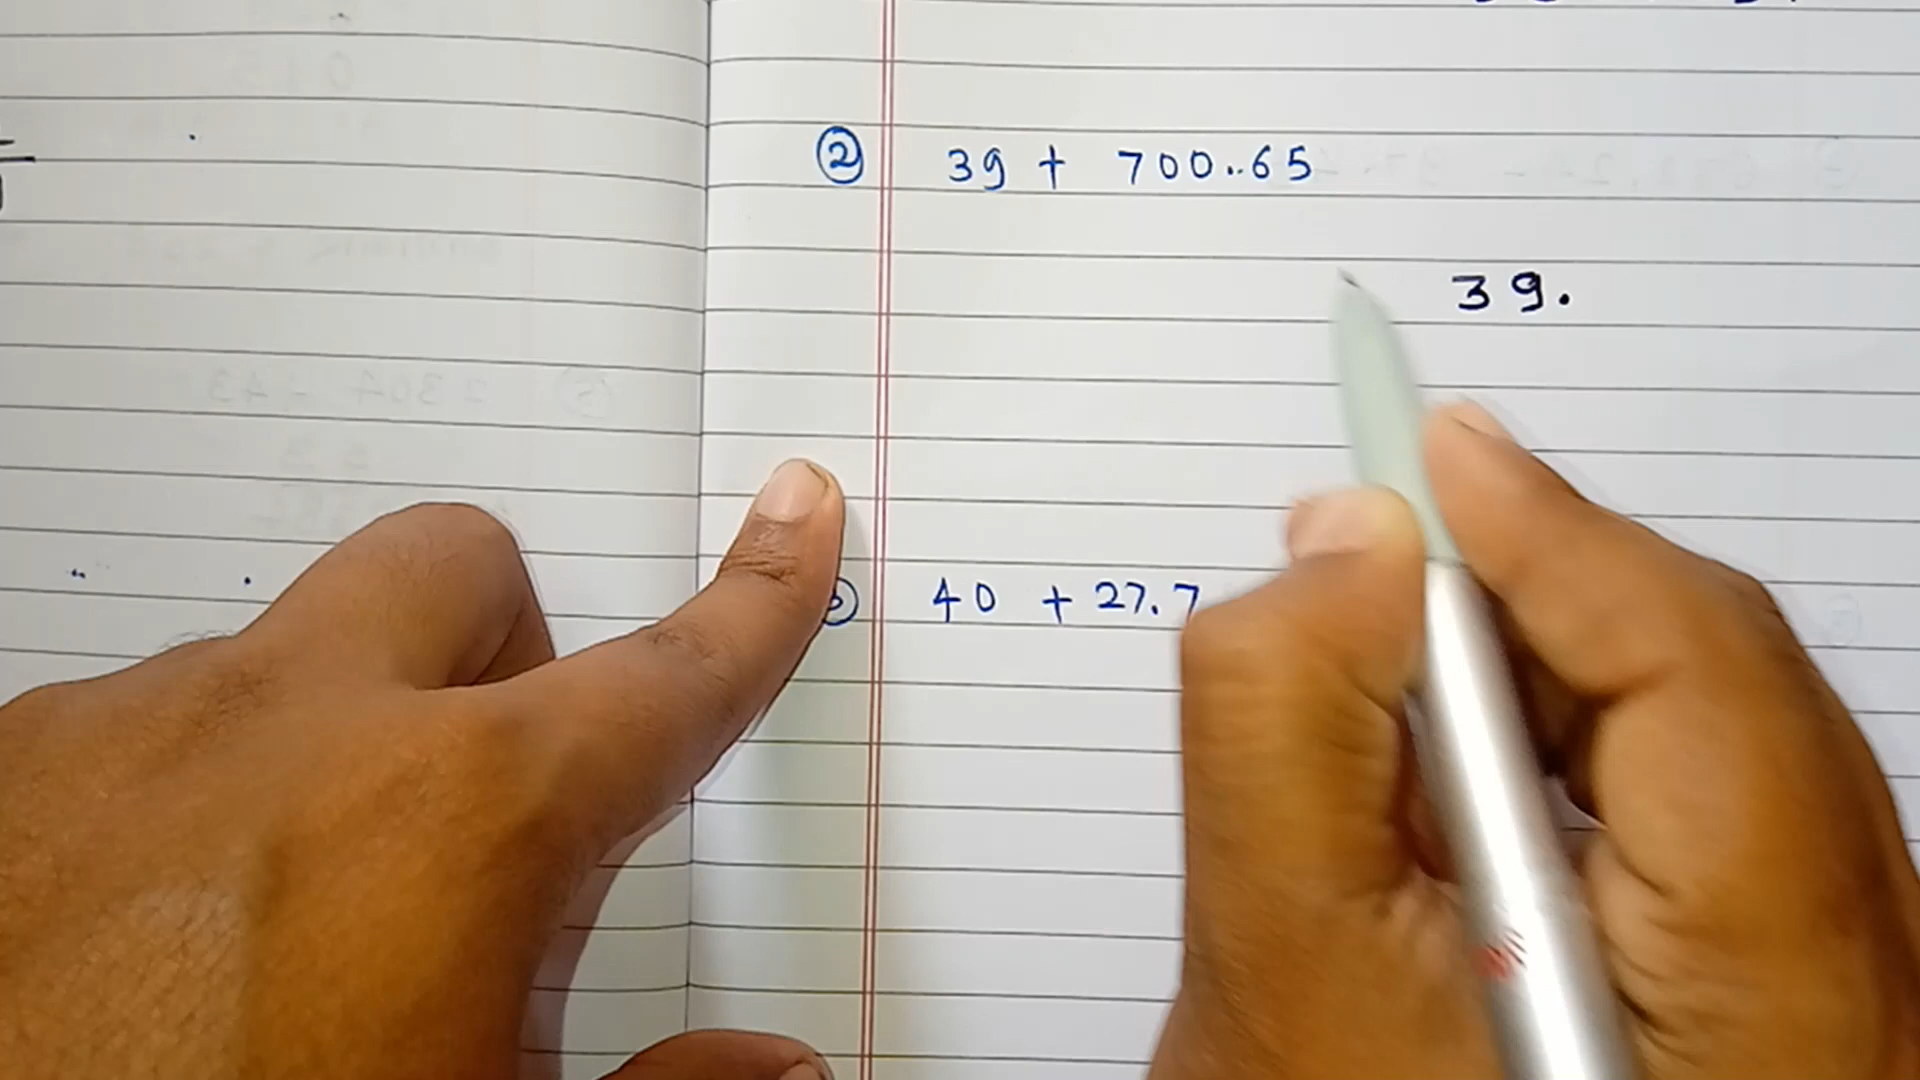 ② 39 + 700..65
39.
40 + 27.7